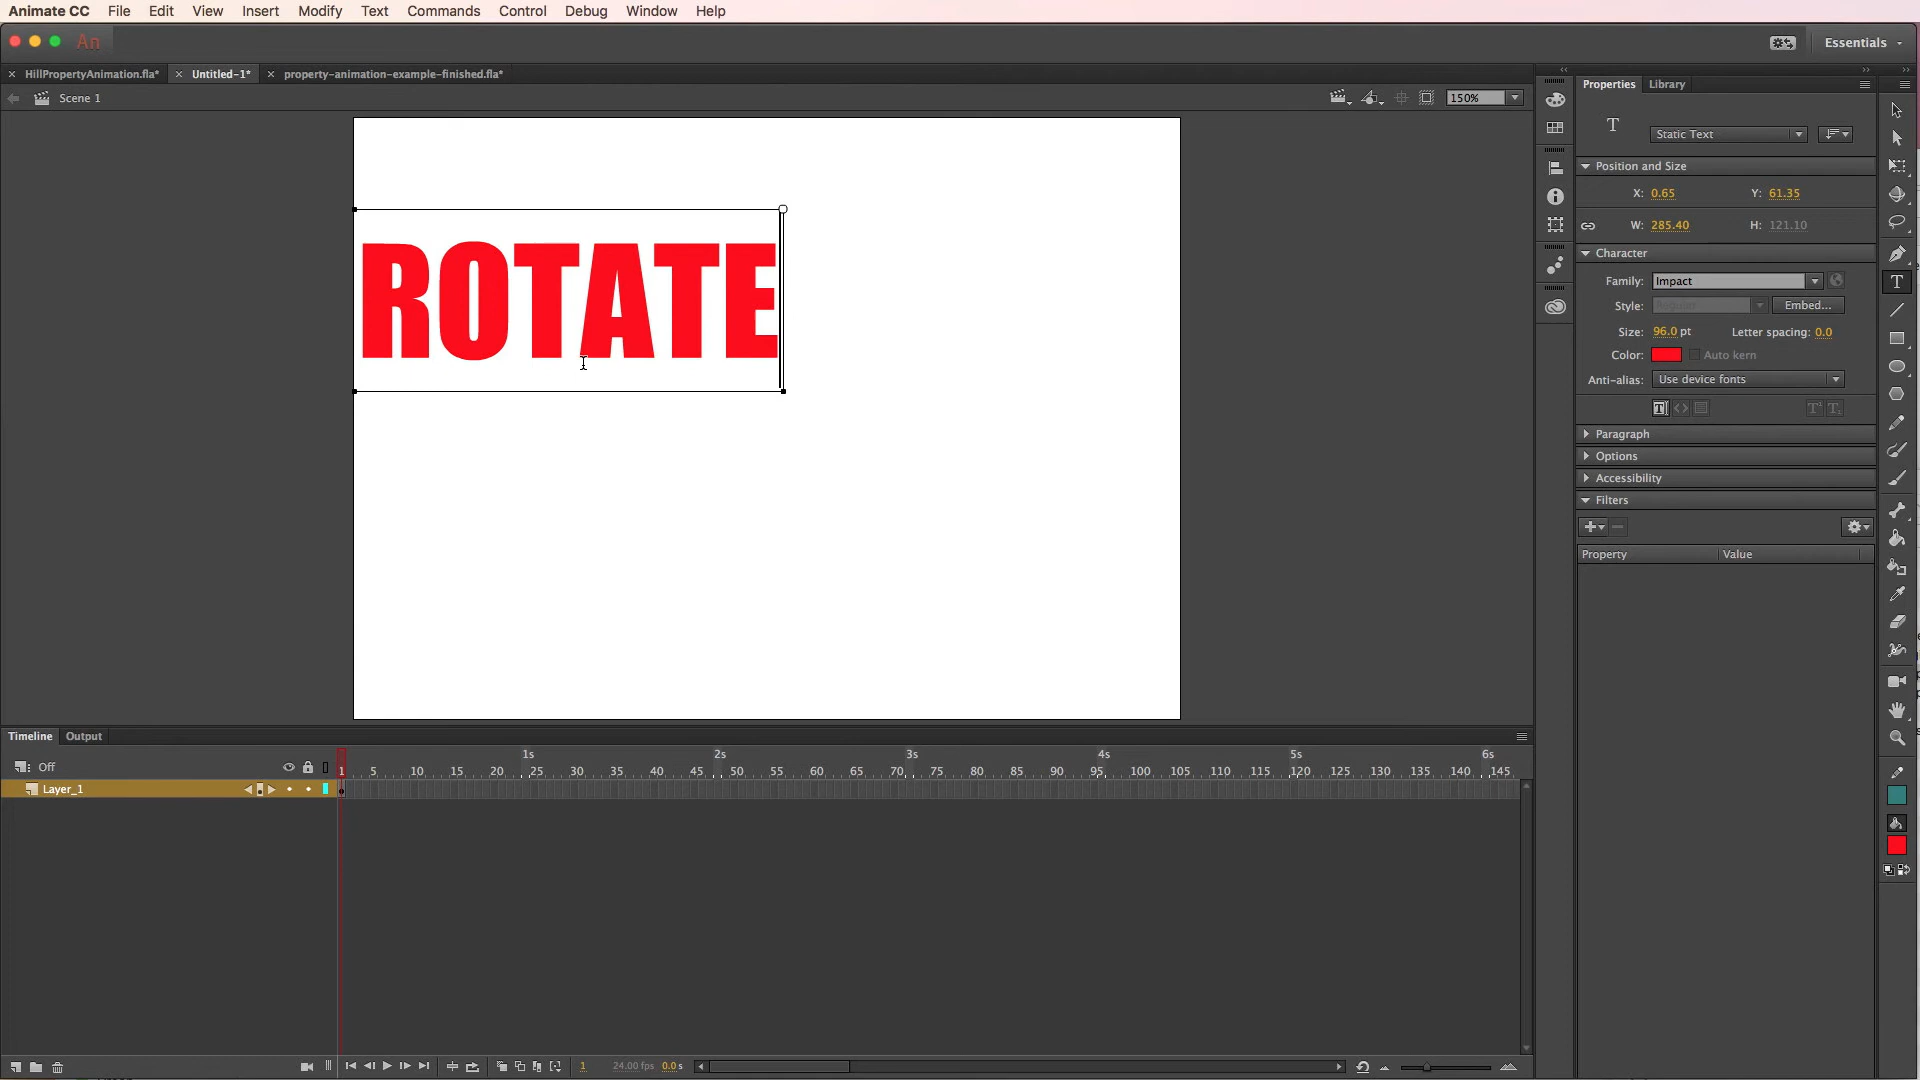 Animate CC File Edit View Insert Modify Text Commands Control Debug Window Help
An Essentials
HillPropertyAnimation.fla* Untitled-1* property-animation-example-finished.fla*
Scene 1 150%
Properties Library
T Static Text
Position and Size
X: 0.65 Y: 61.35
W: 285.40 H: 121.10
Character
Family: Impact
Style: Regular Embed...
Size: 96.0 pt Letter spacing: 0.0
Color: Auto kern
Anti-alias: Use device fonts
Paragraph
Options
Accessibility
Filters
Property Value
ROTATE
Timeline Output
1s 2s 3s 4s 5s 6s
Off 1 5 10 15 20 25 30 35 40 45 50 55 60 65 70 75 80 85 90 95 100 105 110 115 120 125 130 135 140 145
Layer_1
1 24.00 fps 0.0 s